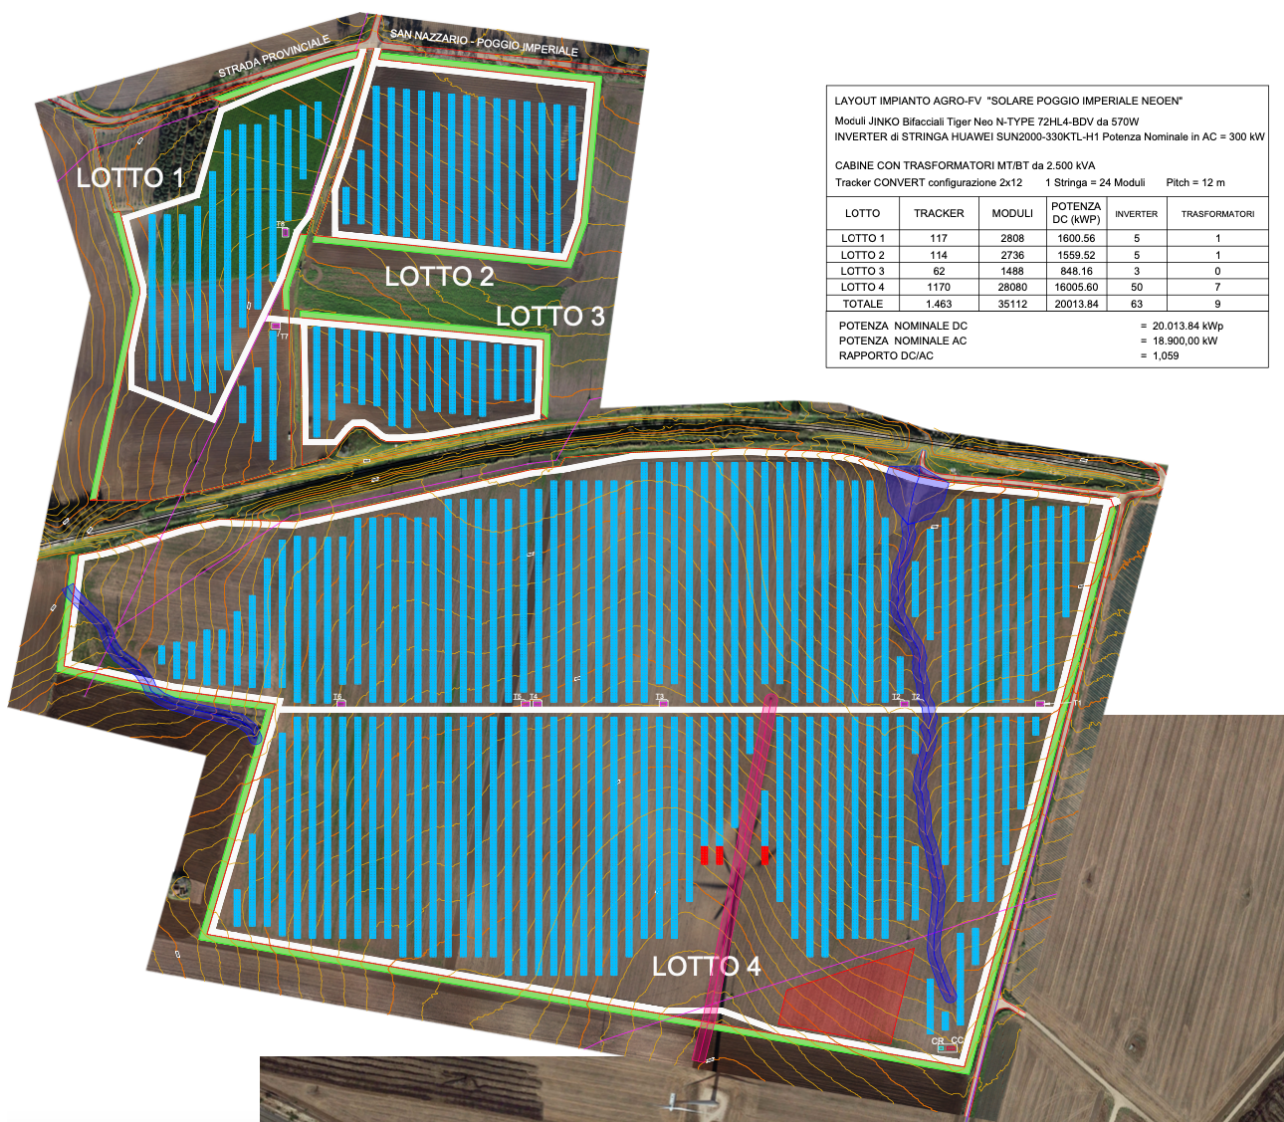 STRADA PROVINCIALE
SAN NAZZARIO - POGGIO IMPERIALE
LOTTO 1
T8
LOTTO 2
LOTTO 3
T7
LAYOUT IMPIANTO AGRO-FV "SOLARE POGGIO IMPERIALE NEOEN"
Moduli JINKO Bifacciali Tiger Neo N-TYPE 72HL4-BDV da 570W
INVERTER di STRINGA HUAWEI SUN2000-330KTL-H1 Potenza Nominale in AC = 300 kW
CABINE CON TRASFORMATORI MT/BT da 2.500 kVA
Tracker CONVERT configurazione 2x12 1 Stringa = 24 Moduli Pitch = 12 m
LOTTO TRACKER MODULI POTENZA DC (kWP) INVERTER TRASFORMATORI
LOTTO 1 117 2808 1600.56 5 1
LOTTO 2 114 2736 1559.52 5 1
LOTTO 3 62 1488 848.16 3 0
LOTTO 4 1170 28080 16005.60 50 7
TOTALE 1.463 35112 20013.84 63 9
POTENZA NOMINALE DC = 20.013.84 kWp
POTENZA NOMINALE AC = 18.900,00 kW
RAPPORTO DC/AC = 1,059
T6 T5 T4 T3 T2 T2 T1
LOTTO 4
CR CC